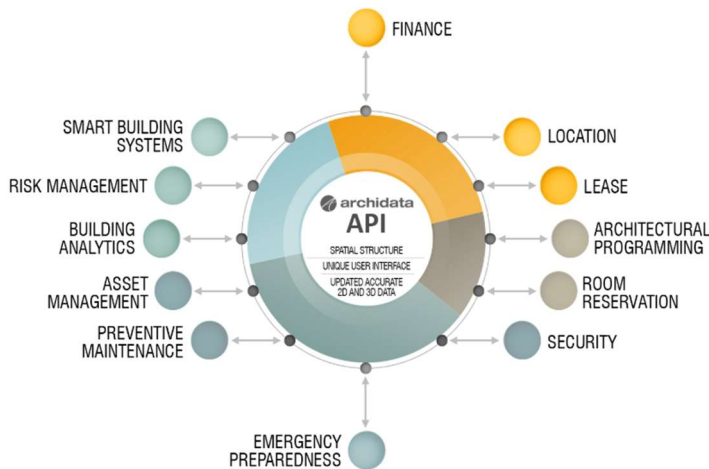 FINANCE
SMART BUILDING
SYSTEMS
LOCATION
RISK MANAGEMENT
LEASE
archidata
API
SPATIAL STRUCTURE
UNIQUE USER INTERFACE
UPDATED ACCURATE
2D AND 3D DATA
BUILDING
ANALYTICS
ARCHITECTURAL
PROGRAMMING
ASSET
MANAGEMENT
ROOM
RESERVATION
PREVENTIVE
MAINTENANCE
SECURITY
EMERGENCY
PREPAREDNESS